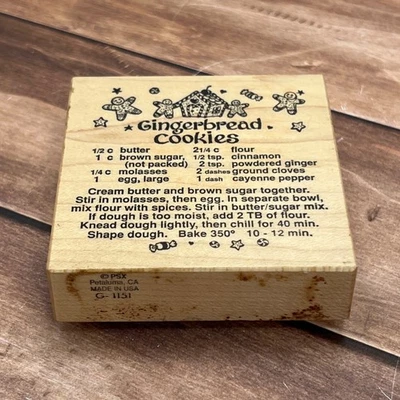 Gingerbread
Cookies
1/2 c butter 2 1/4 c flour
1 c brown sugar, 1/2 tsp. cinnamon
(not packed) 2 tsp. powdered ginger
1/4 c molasses 2 dashes ground cloves
1 egg, large 1 dash cayenne pepper
Cream butter and brown sugar together.
Stir in molasses, then egg. In separate bowl,
mix flour with spices. Stir in butter/sugar mix.
If dough is too moist, add 2 TB of flour.
Knead dough lightly, then chill for 40 min.
Shape dough. Bake 350° 10 - 12 min.
© PSX
Petaluma, CA
MADE IN USA
G-1151